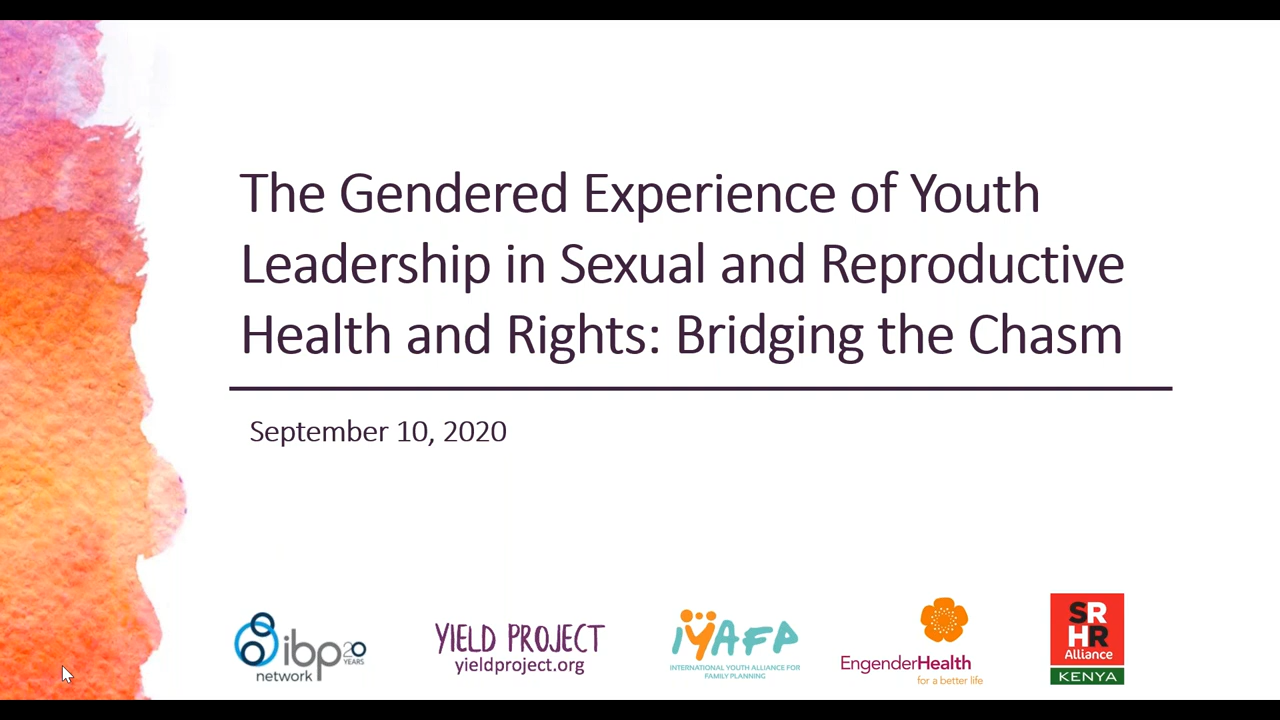 The Gendered Experience of Youth
Leadership in Sexual and Reproductive
Health and Rights: Bridging the Chasm
September 10, 2020
ibp 20 YEARS
network
YIELD PROJECT
yieldproject.org
IYAFP
INTERNATIONAL YOUTH ALLIANCE FOR
FAMILY PLANNING
EngenderHealth
for a better life
SR
HR
Alliance
KENYA